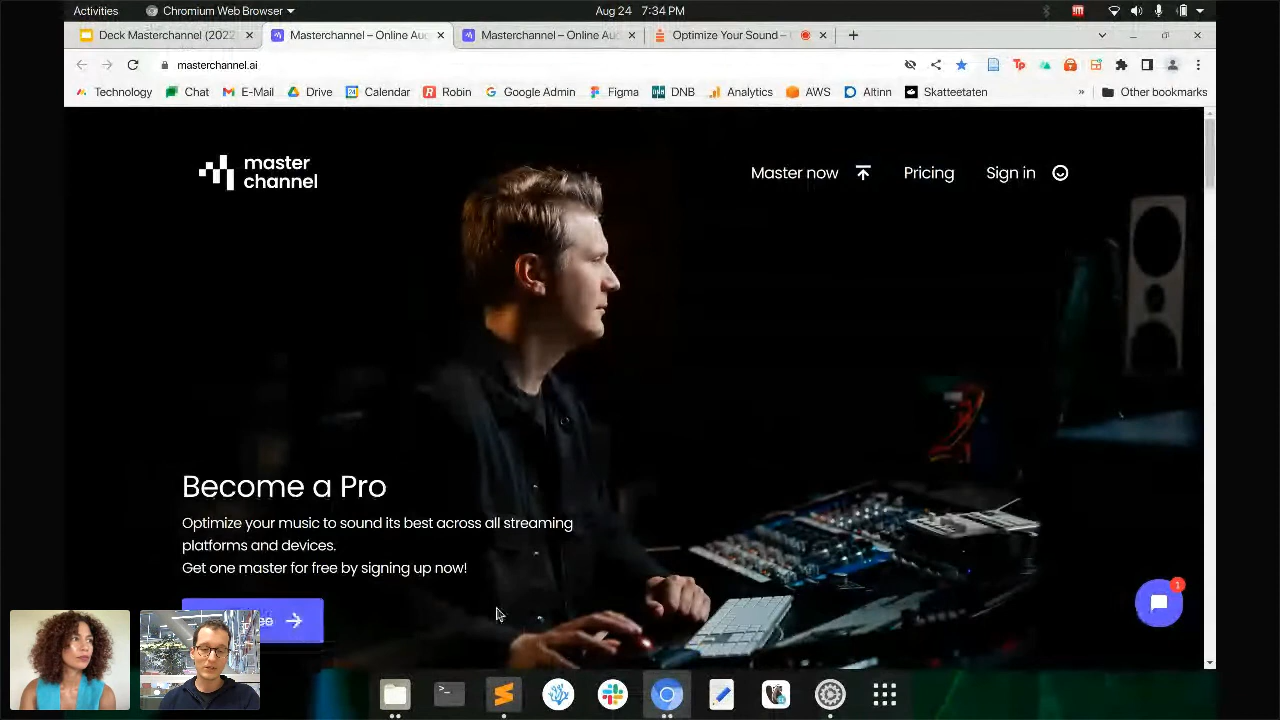 Activities
Chromium Web Browser
Aug 24 7:34 PM
Deck Masterchannel (2022
Masterchannel – Online Au
Masterchannel – Online Au
Optimize Your Sound –
masterchannel.ai
Technology
Chat
E-Mail
Drive
Calendar
Robin
Google Admin
Figma
DNB
Analytics
AWS
Altinn
Skatteetaten
»
Other bookmarks
master
channel
Master now
Pricing
Sign in
Become a Pro
Optimize your music to sound its best across all streaming
platforms and devices.
Get one master for free by signing up now!
1